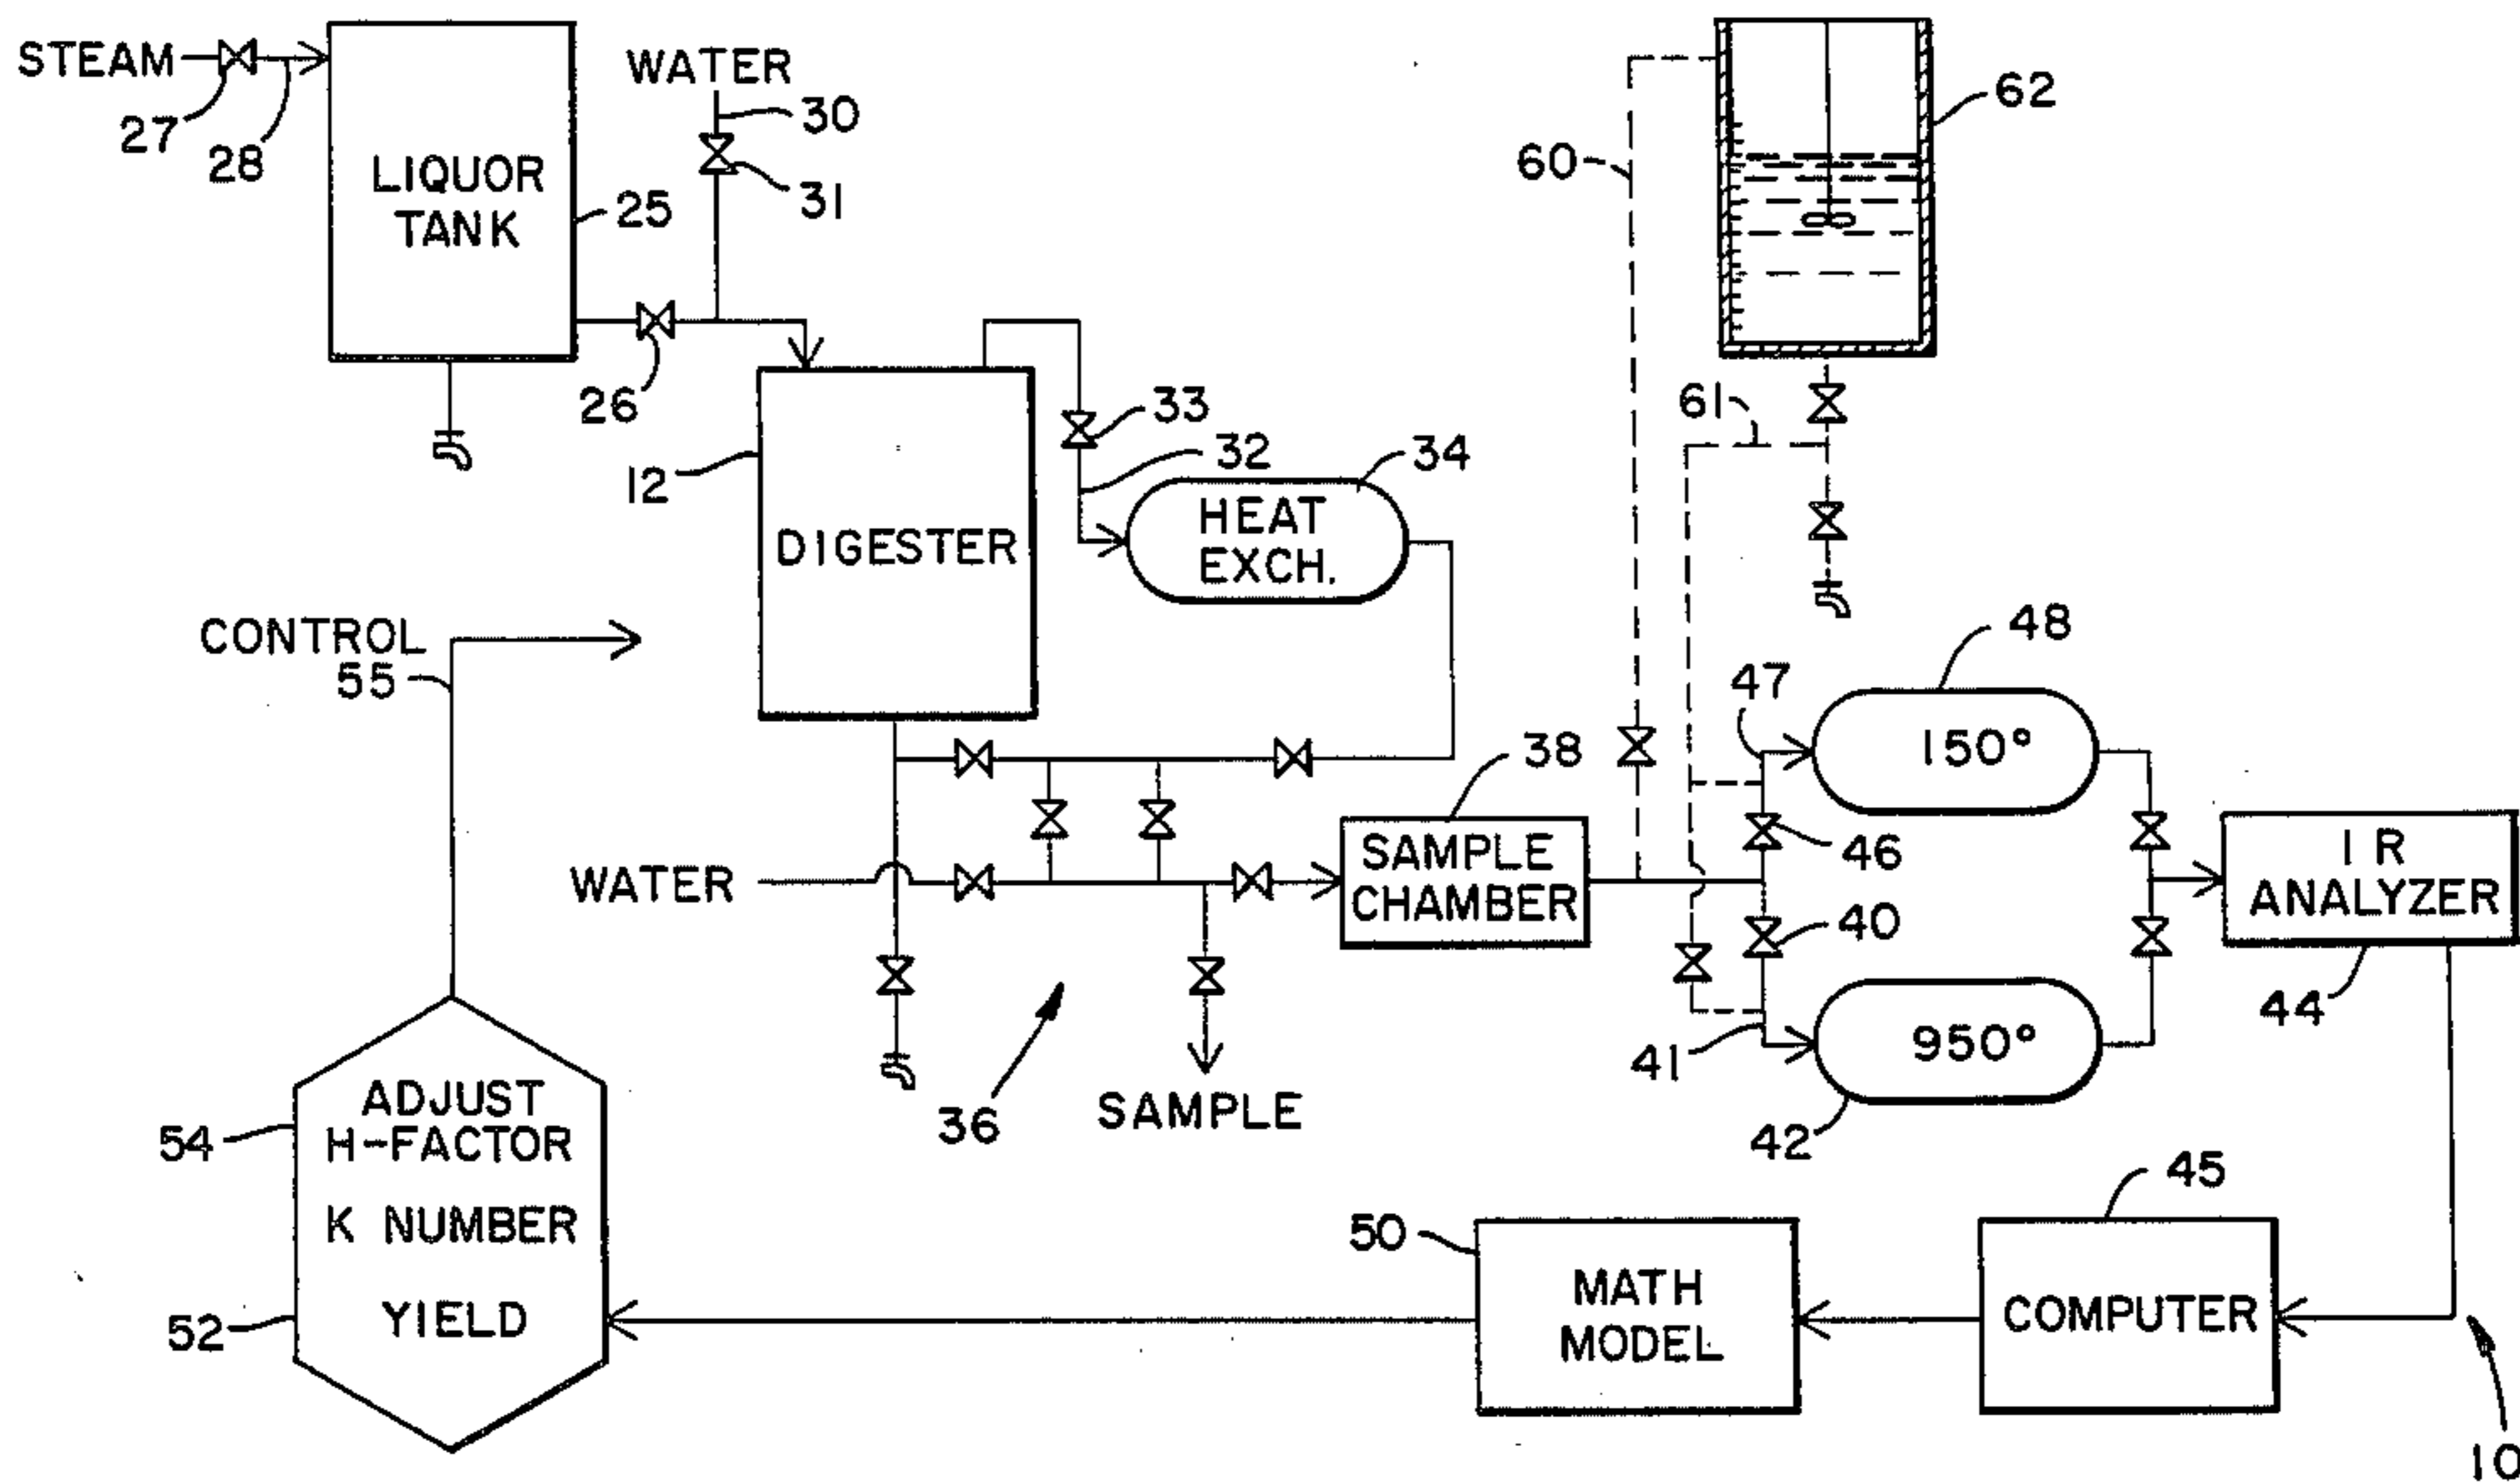 STEAM
27
28
LIQUOR
TANK
25
WATER
30
31
26
62
60
61
33
32
34
12
DIGESTER
HEAT
EXCH.
CONTROL
55
48
47
150°
38
46
WATER
SAMPLE
CHAMBER
40
I R
ANALYZER
44
41
950°
42
36
SAMPLE
54
ADJUST
H-FACTOR
K NUMBER
YIELD
52
50
MATH
MODEL
45
COMPUTER
10